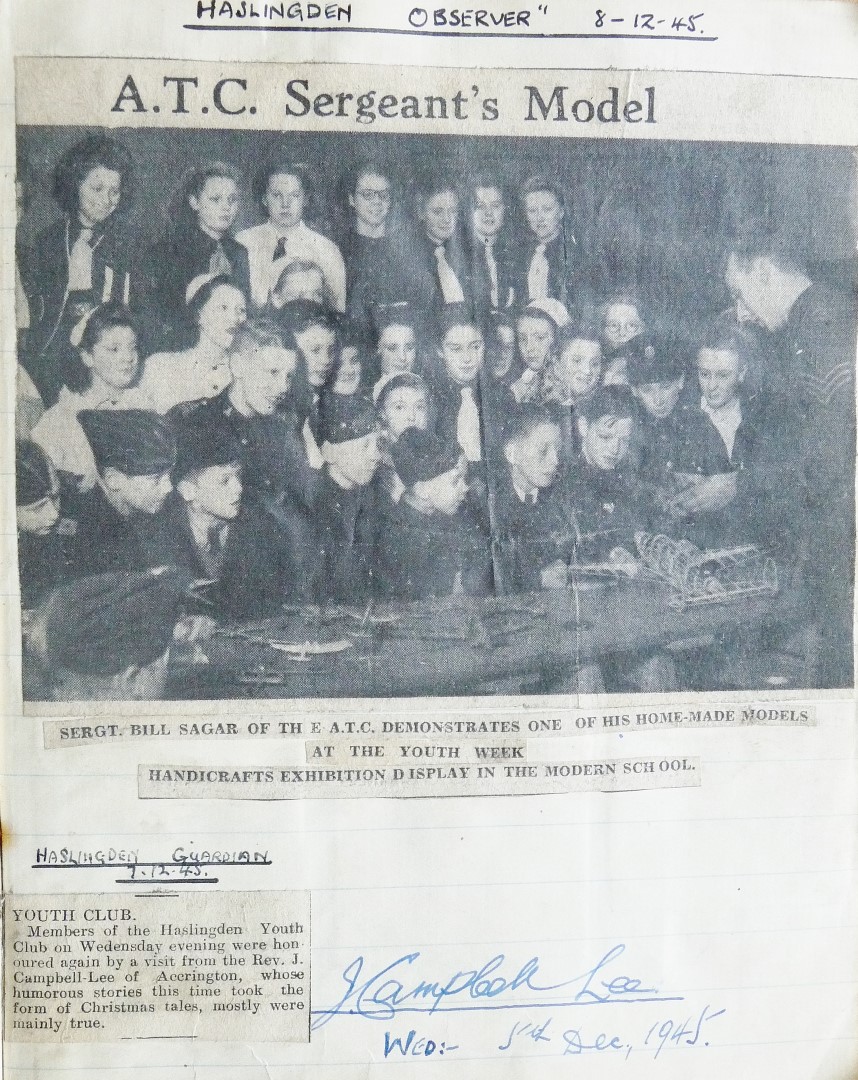 HASLINGDEN OBSERVER" 8-12-45.
A.T.C. Sergeant's Model
SERGT. BILL SAGAR OF TH E A.T.C. DEMONSTRATES ONE OF HIS HOME-MADE MODELS
AT THE YOUTH WEEK
HANDICRAFTS EXHIBITION D ISPLAY IN THE MODERN SCH OOL.
HASLINGDEN GUARDIAN
7.12.45.
YOUTH CLUB.
Members of the Haslingden Youth
Club on Wedensday evening were hon-
oured again by a visit from the Rev. J.
Campbell-Lee of Accrington, whose
humorous stories this time took the
form of Christmas tales, mostly were
mainly true.
J. Campbell Lee.
WED:- 5th Dec., 1945.